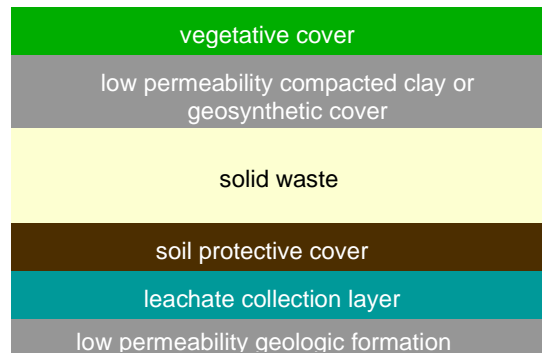 vegetative cover
low permeability compacted clay or
geosynthetic cover
solid waste
soil protective cover
leachate collection layer
low permeability geologic formation